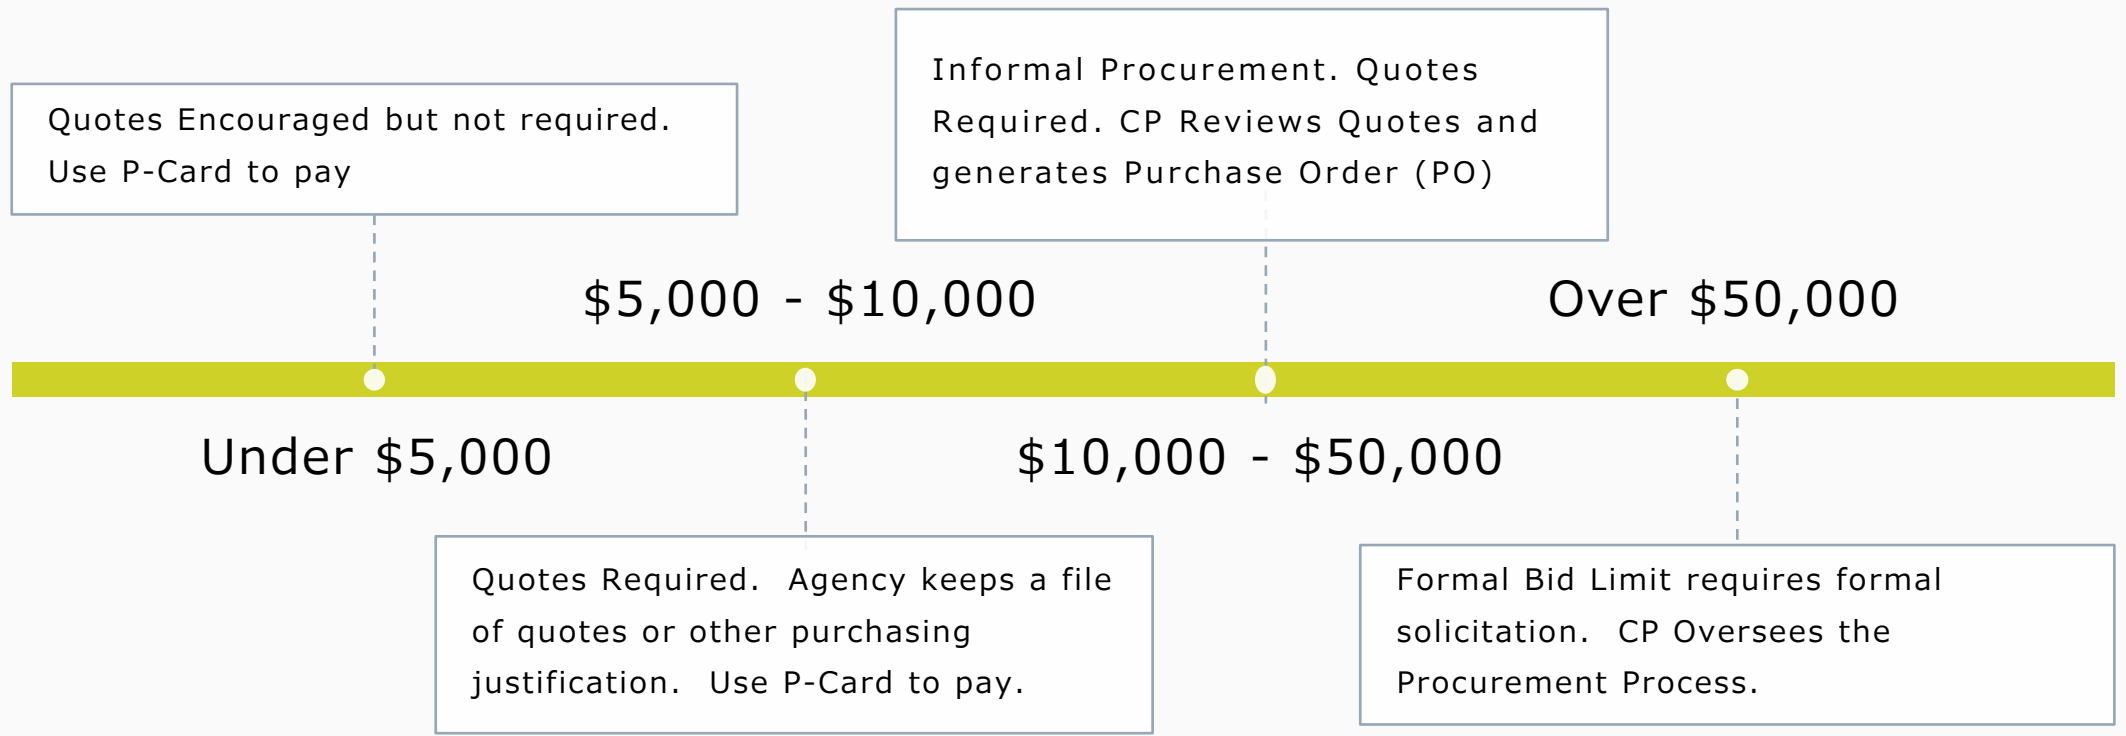 Quotes Encouraged but not required.
Use P-Card to pay
Under $5,000
$5,000 - $10,000
Quotes Required.  Agency keeps a file
of quotes or other purchasing
justification.  Use P-Card to pay.
Informal Procurement. Quotes
Required. CP Reviews Quotes and
generates Purchase Order (PO)
$10,000 - $50,000
Over $50,000
Formal Bid Limit requires formal
solicitation.  CP Oversees the
Procurement Process.